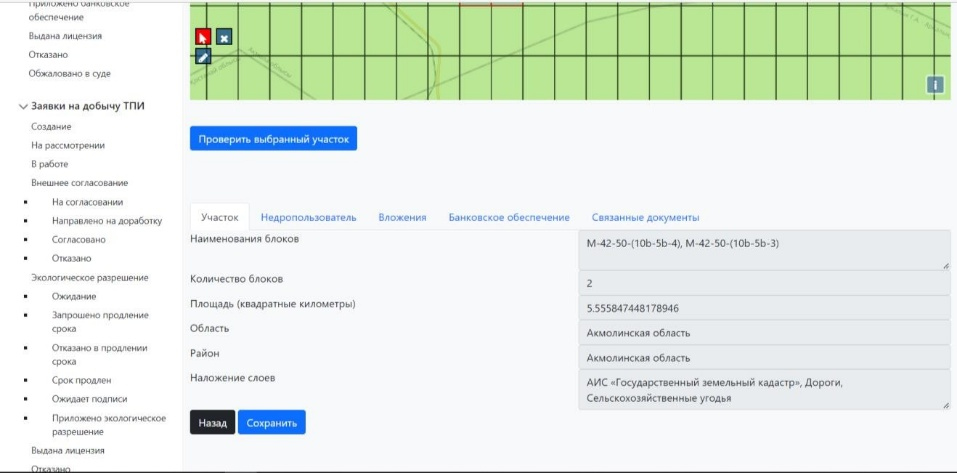 Приложено банковское
обеспечение
Выдана лицензия
Отказано
Обжаловано в суде
Заявки на добычу ТПИ
Создание
На рассмотрении
В работе
Внешнее согласование
На согласовании
Направлено на доработку
Согласовано
Отказано
Экологическое разрешение
Ожидание
Запрошено продление
срока
Отказано в продлении
срока
Срок продлен
Ожидает подписи
Приложено экологическое
разрешение
Выдана лицензия
Отказано
i
Проверить выбранный участок
Участок Недропользователь Вложения Банковское обеспечение Связанные документы
Наименования блоков M-42-50-(10b-5b-4), M-42-50-(10b-5b-3)
Количество блоков 2
Площадь (квадратные километры) 5.555847448178946
Область Акмолинская область
Район Акмолинская область
Наложение слоев АИС «Государственный земельный кадастр», Дороги,
Сельскохозяйственные угодья
Назад Сохранить